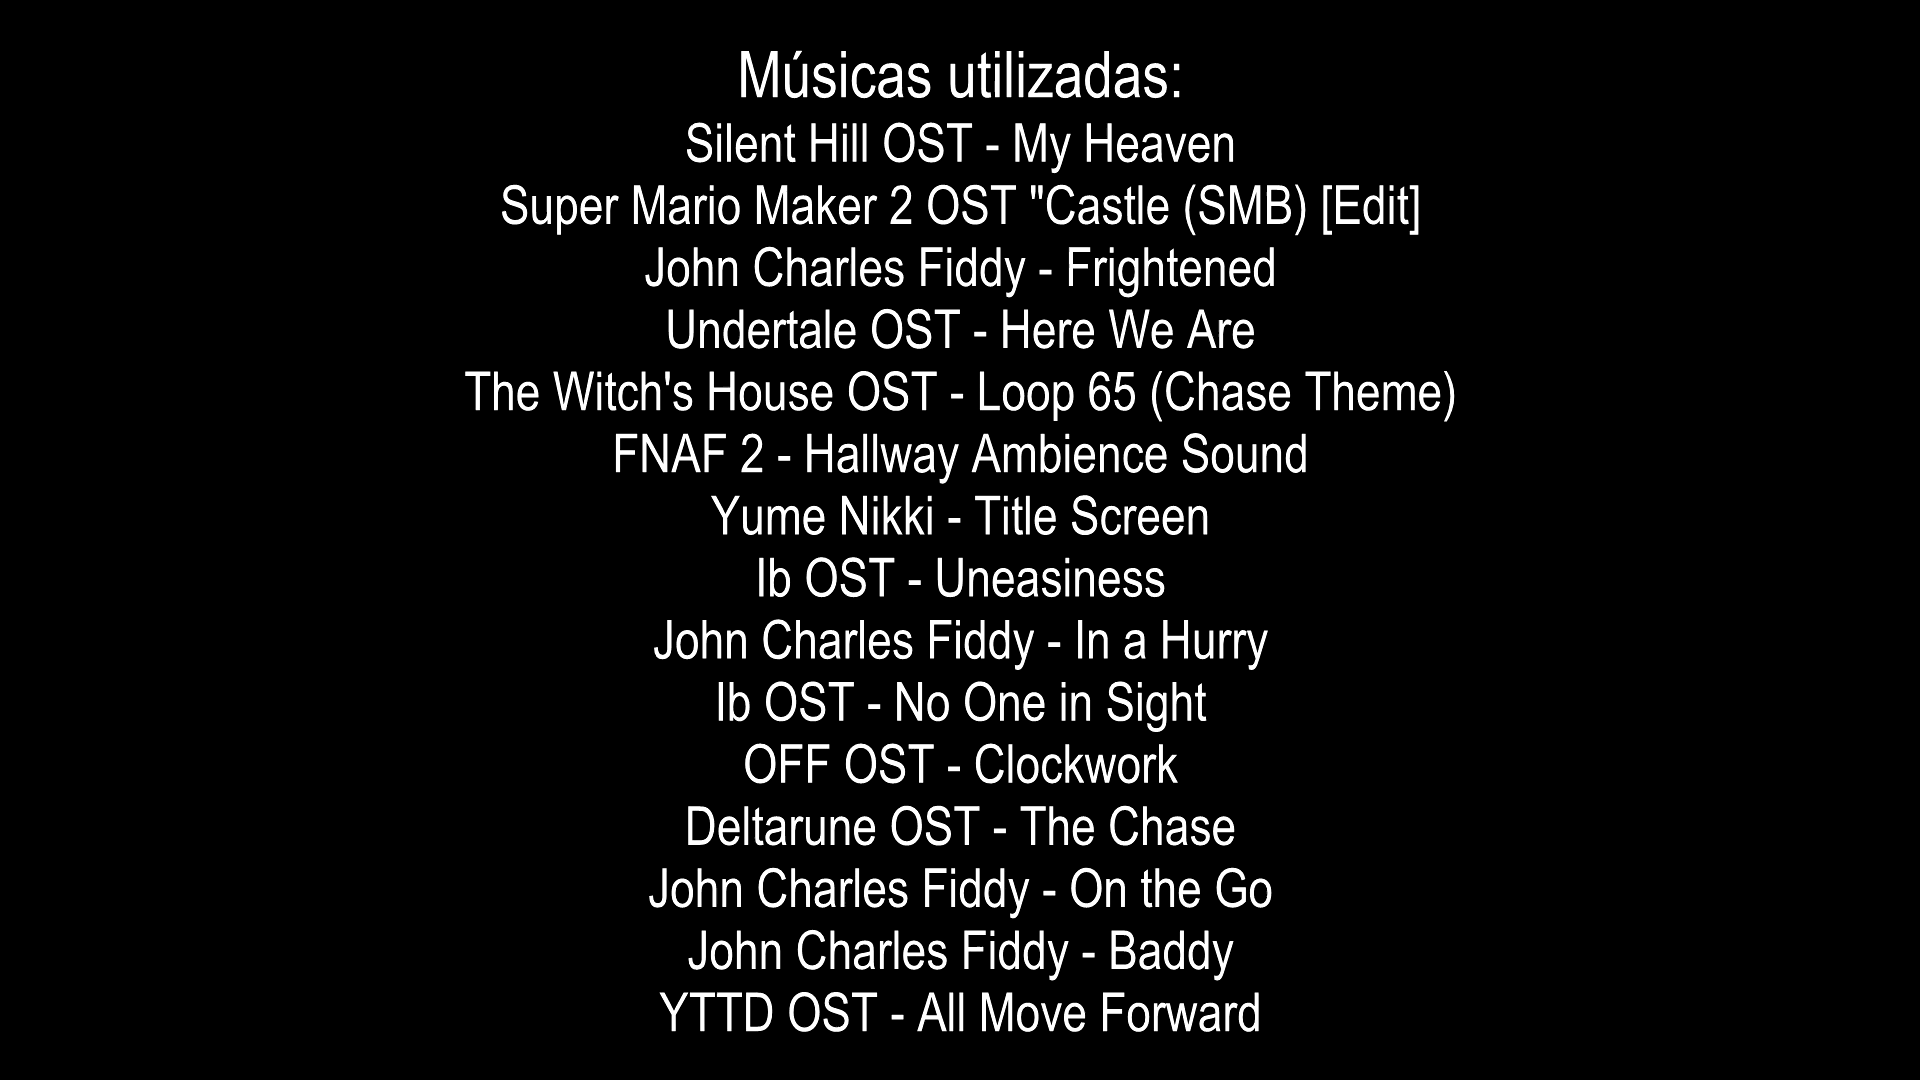 Músicas utilizadas:
Silent Hill OST - My Heaven
Super Mario Maker 2 OST "Castle (SMB) [Edit]
John Charles Fiddy - Frightened
Undertale OST - Here We Are
The Witch's House OST - Loop 65 (Chase Theme)
FNAF 2 - Hallway Ambience Sound
Yume Nikki - Title Screen
Ib OST - Uneasiness
John Charles Fiddy - In a Hurry
Ib OST - No One in Sight
OFF OST - Clockwork
Deltarune OST - The Chase
John Charles Fiddy - On the Go
John Charles Fiddy - Baddy
YTTD OST - All Move Forward